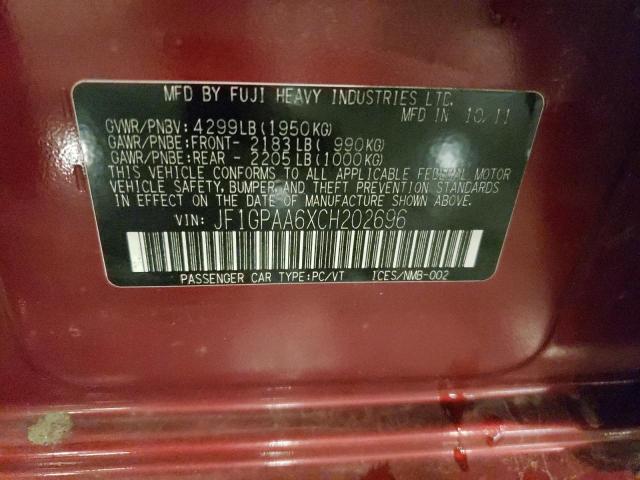 MFD BY FUJI HEAVY INDUSTRIES LTD.
MFD IN 10/11
GVWR/PNBV: 4299LB(1950KG)
GAWR/PNBE:FRONT- 2183LB( 990KG)
GAWR/PNBE:REAR - 2205LB(1000KG)
THIS VEHICLE CONFORMS TO ALL APPLICABLE FEDERAL MOTOR
VEHICLE SAFETY, BUMPER, AND THEFT PREVENTION STANDARDS
IN EFFECT ON THE DATE OF MANUFACTURE SHOWN ABOVE.
VIN: JF1GPAA6XCH202696
PASSENGER CAR TYPE:PC/VT ICES/NMB-002